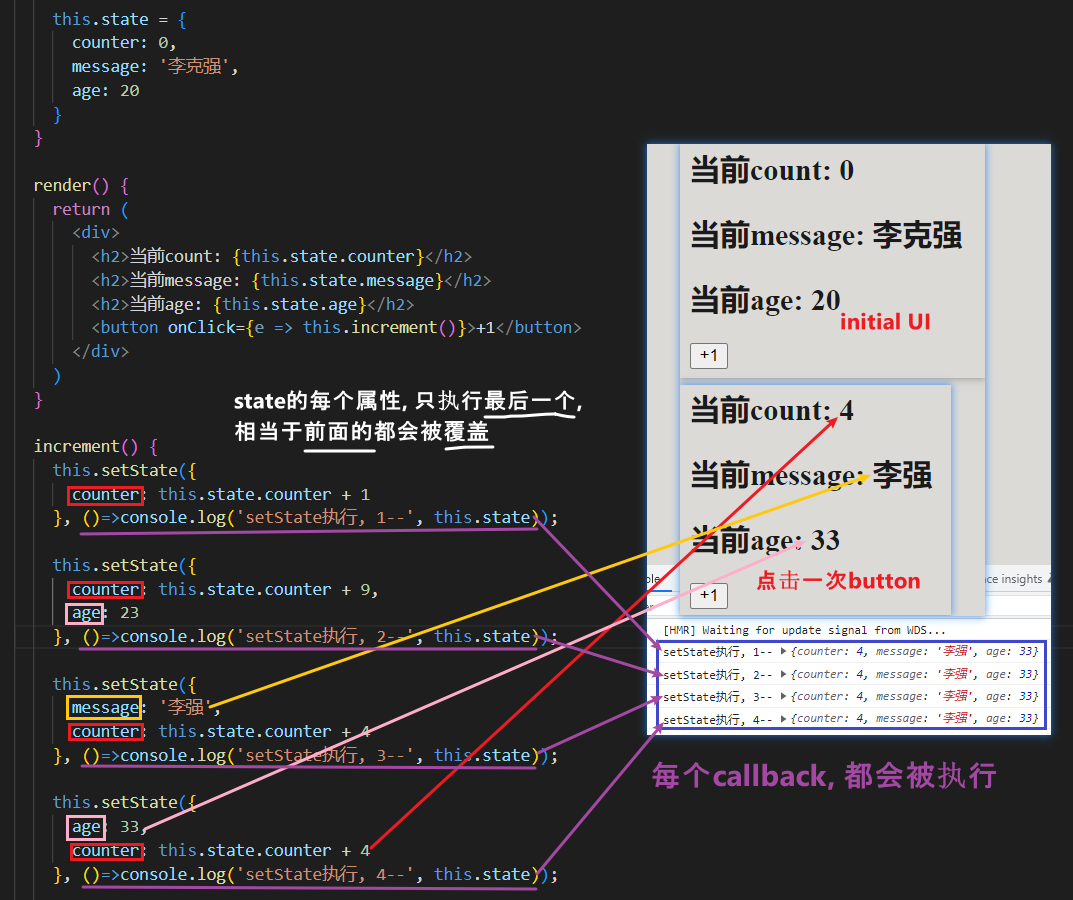 this.state = {
counter: 0,
message: '李克强',
age: 20
}
}
render() {
return (
<div>
<h2>当前count: {this.state.counter}</h2>
<h2>当前message: {this.state.message}</h2>
<h2>当前age: {this.state.age}</h2>
<button onClick={e => this.increment()}>+1</button>
</div>
)
}
state的每个属性, 只执行最后一个,
相当于前面的都会被覆盖
increment() {
this.setState({
counter: this.state.counter + 1
}, ()=>console.log('setState执行, 1--', this.state));
this.setState({
counter: this.state.counter + 9,
age: 23
}, ()=>console.log('setState执行, 2--', this.state));
this.setState({
message: '李强',
counter: this.state.counter + 4
}, ()=>console.log('setState执行, 3--', this.state));
this.setState({
age: 33,
counter: this.state.counter + 4
}, ()=>console.log('setState执行, 4--', this.state));
当前count: 0
当前message: 李克强
当前age: 20
initial UI
+1
当前count: 4
当前message: 李强
当前age: 33
点击一次button
+1
nce insights
[HMR] Waiting for update signal from WDS...
setState执行, 1-- ▶{counter: 4, message: '李强', age: 33}
setState执行, 2-- ▶{counter: 4, message: '李强', age: 33}
setState执行, 3-- ▶{counter: 4, message: '李强', age: 33}
setState执行, 4-- ▶{counter: 4, message: '李强', age: 33}
每个callback, 都会被执行